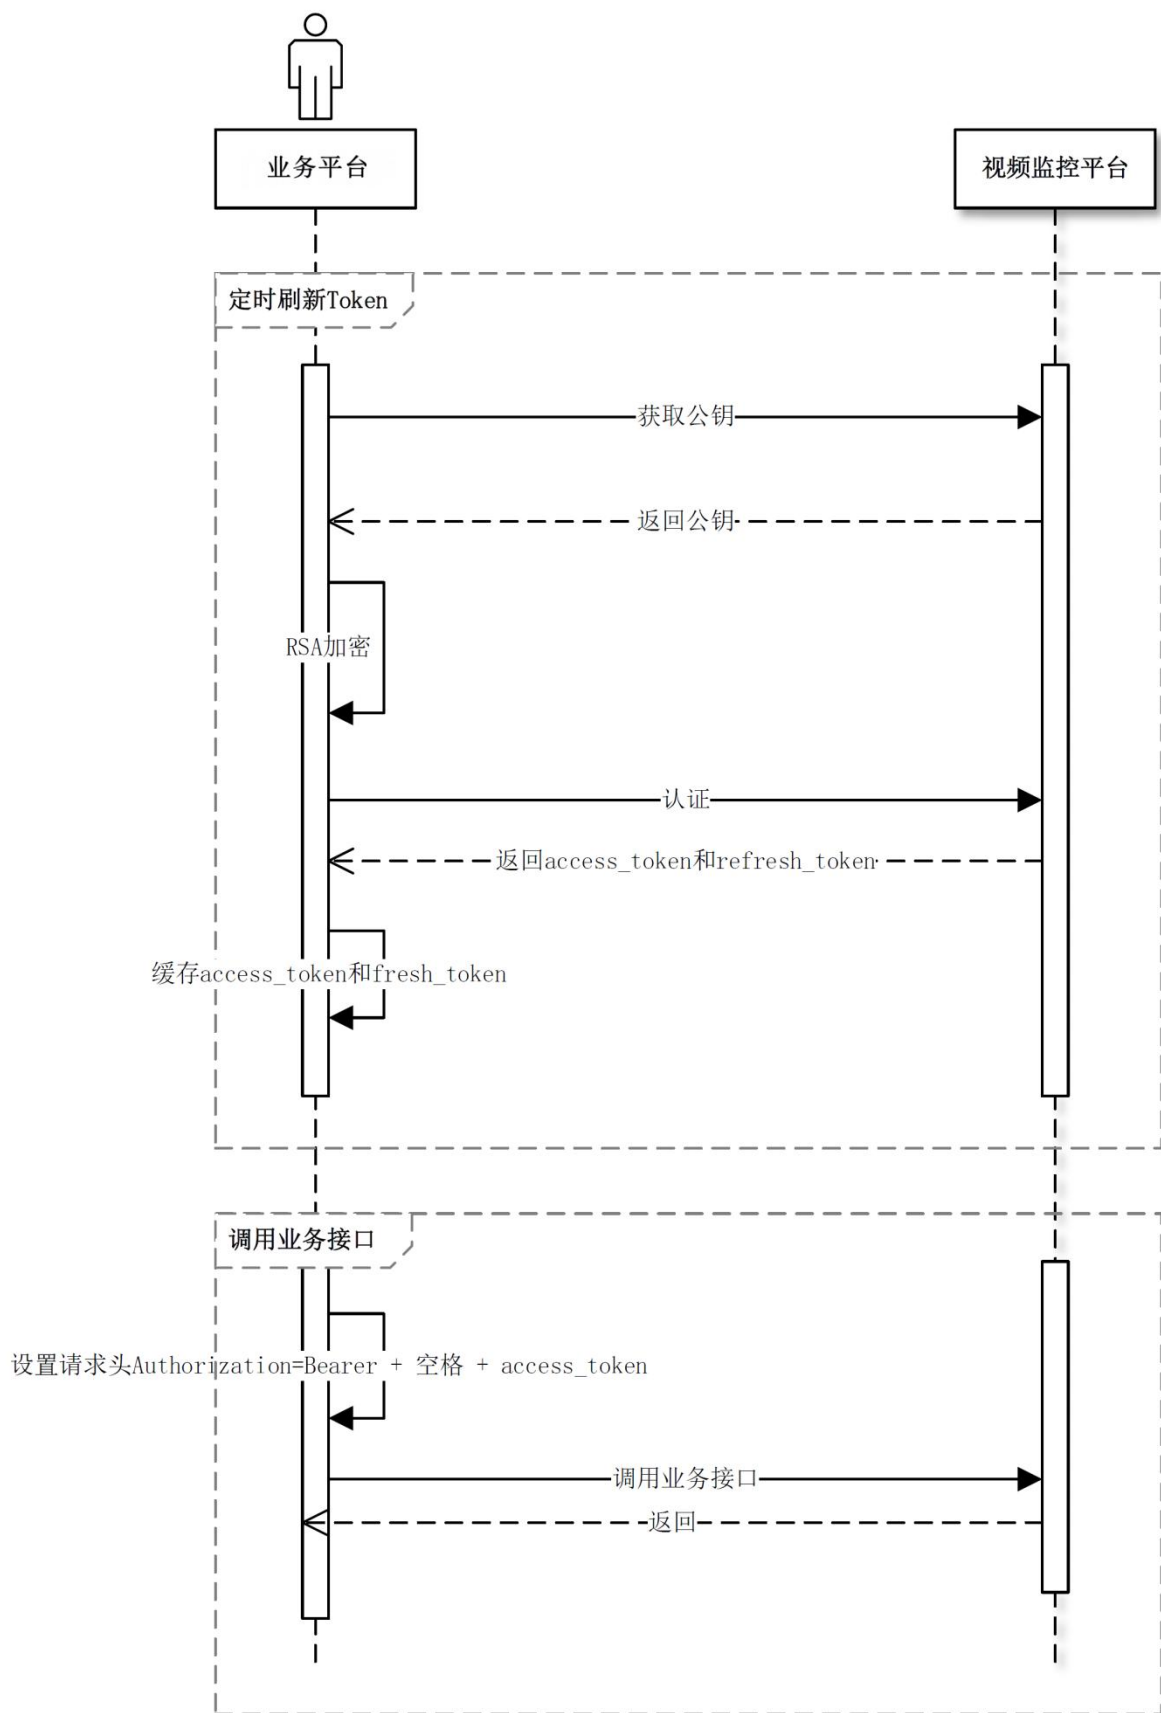 业务平台
视频监控平台
定时刷新Token
获取公钥
返回公钥
RSA加密
认证
返回access_token和refresh_token
缓存access_token和fresh_token
调用业务接口
设置请求头Authorization=Bearer + 空格 + access_token
调用业务接口
返回